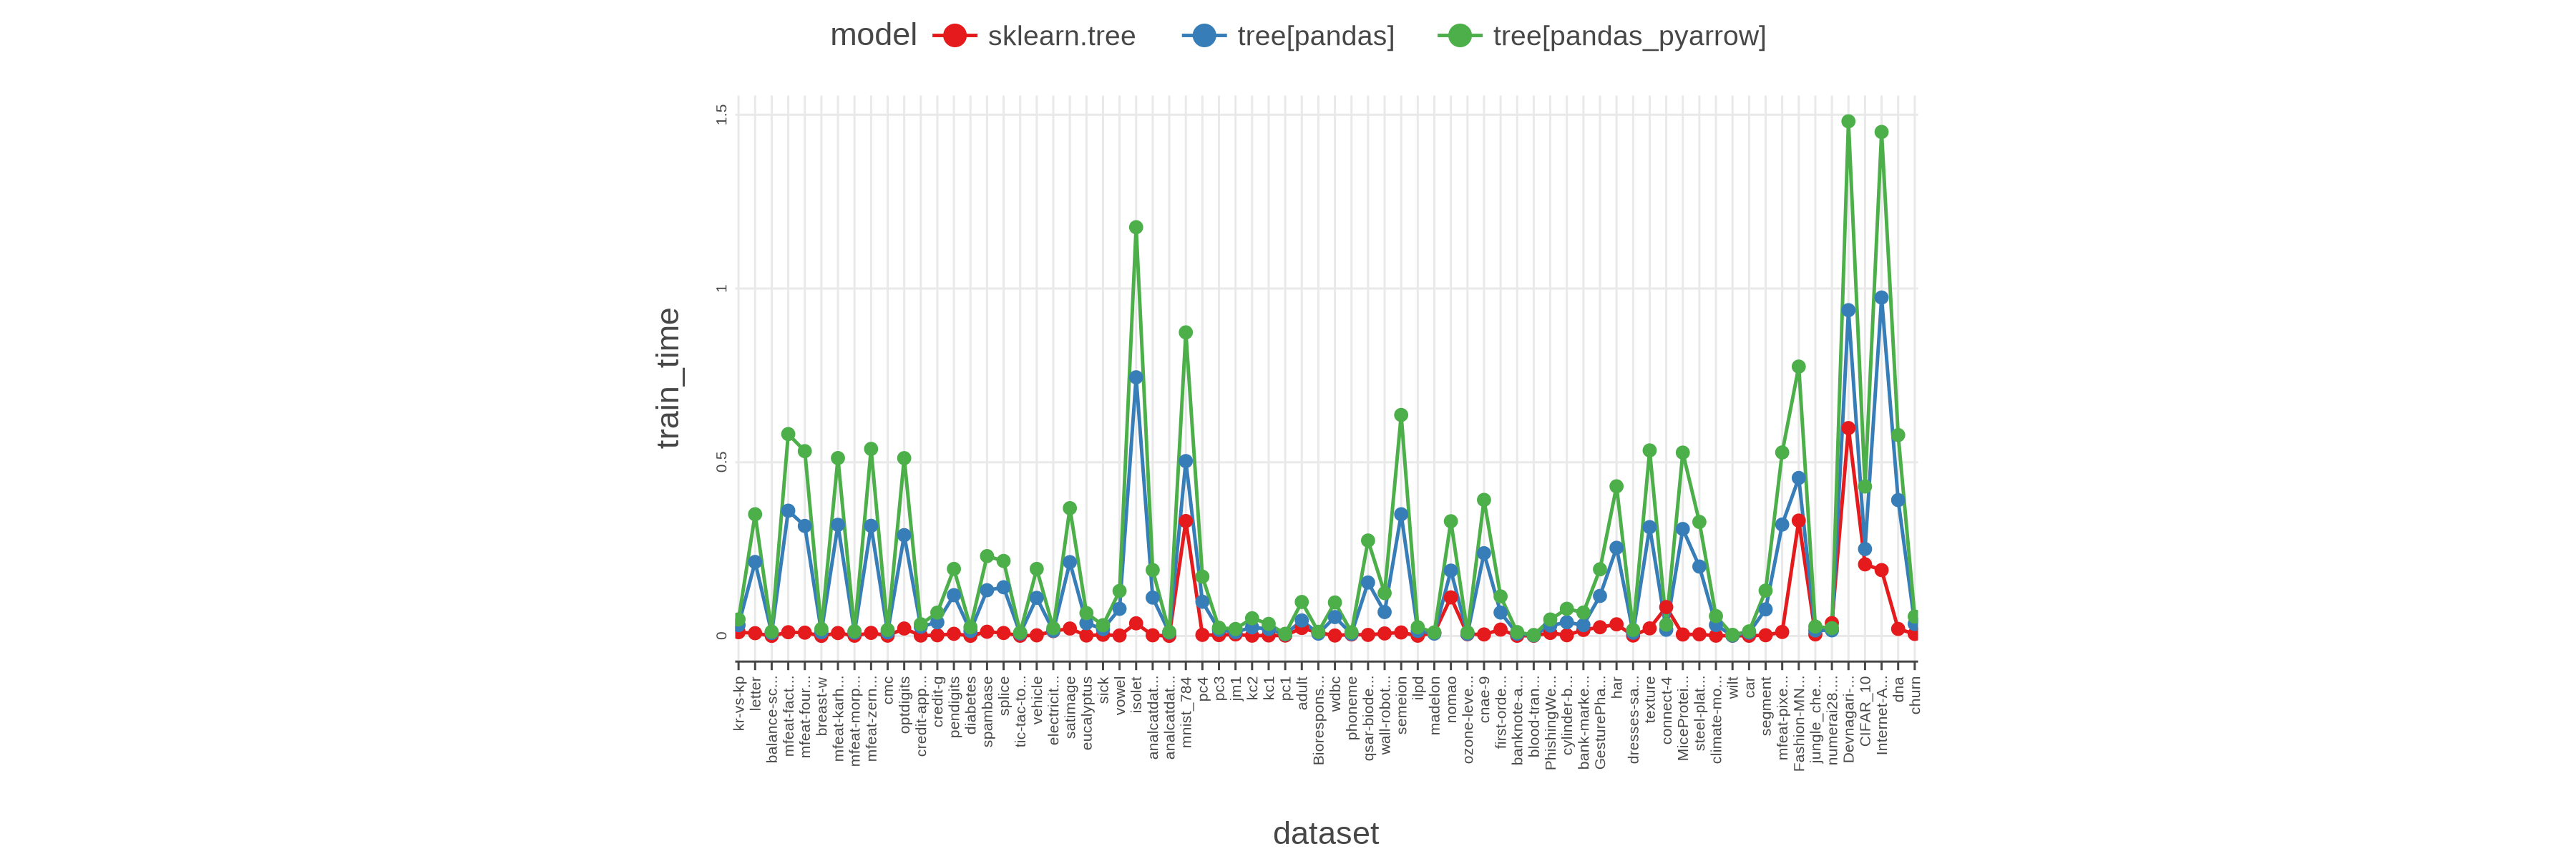 model sklearn.tree tree[pandas] tree[pandas_pyarrow]
1.5
1
0.5
0
train_time
kr-vs-kp
letter
balance-sc…
mfeat-fact…
mfeat-four…
breast-w
mfeat-karh…
mfeat-morp…
mfeat-zern…
cmc
optdigits
credit-app…
credit-g
pendigits
diabetes
spambase
splice
tic-tac-to…
vehicle
electricit…
satimage
eucalyptus
sick
vowel
isolet
analcatdat…
analcatdat…
mnist_784
pc4
pc3
jm1
kc2
kc1
pc1
adult
Biorespons…
wdbc
phoneme
qsar-biode…
wall-robot…
semeion
ilpd
madelon
nomao
ozone-leve…
cnae-9
first-orde…
banknote-a…
blood-tran…
PhishingWe…
cylinder-b…
bank-marke…
GesturePha…
har
dresses-sa…
texture
connect-4
MiceProtei…
steel-plat…
climate-mo…
wilt
car
segment
mfeat-pixe…
Fashion-MN…
jungle_che…
numerai28.…
Devnagari-…
CIFAR_10
Internet-A…
dna
churn
dataset